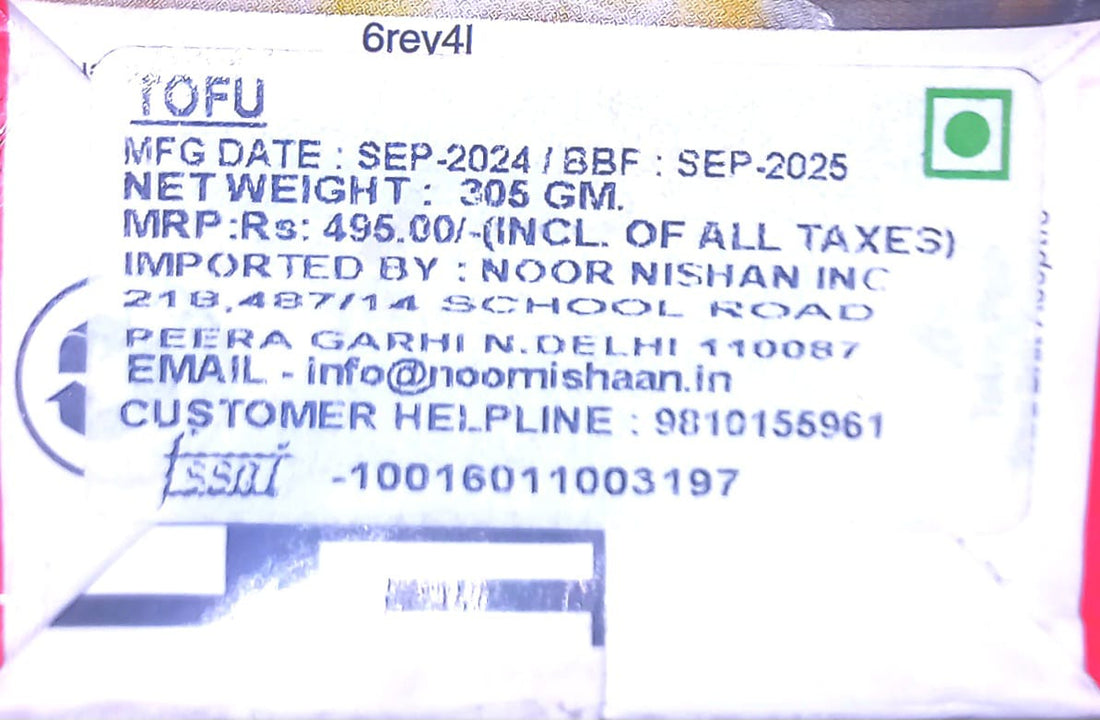 6rev4l
TOFU
MFG DATE : SEP-2024 / BBF : SEP-2025
NET WEIGHT : 305 GM.
MRP:Rs: 495.00/-(INCL. OF ALL TAXES)
IMPORTED BY : NOOR NISHAN INC
218,487/14 SCHOOL ROAD
PEERA GARHI N.DELHI 110087
EMAIL - info@noornishaan.in
CUSTOMER HELPLINE : 9810155961
fssai -10016011003197